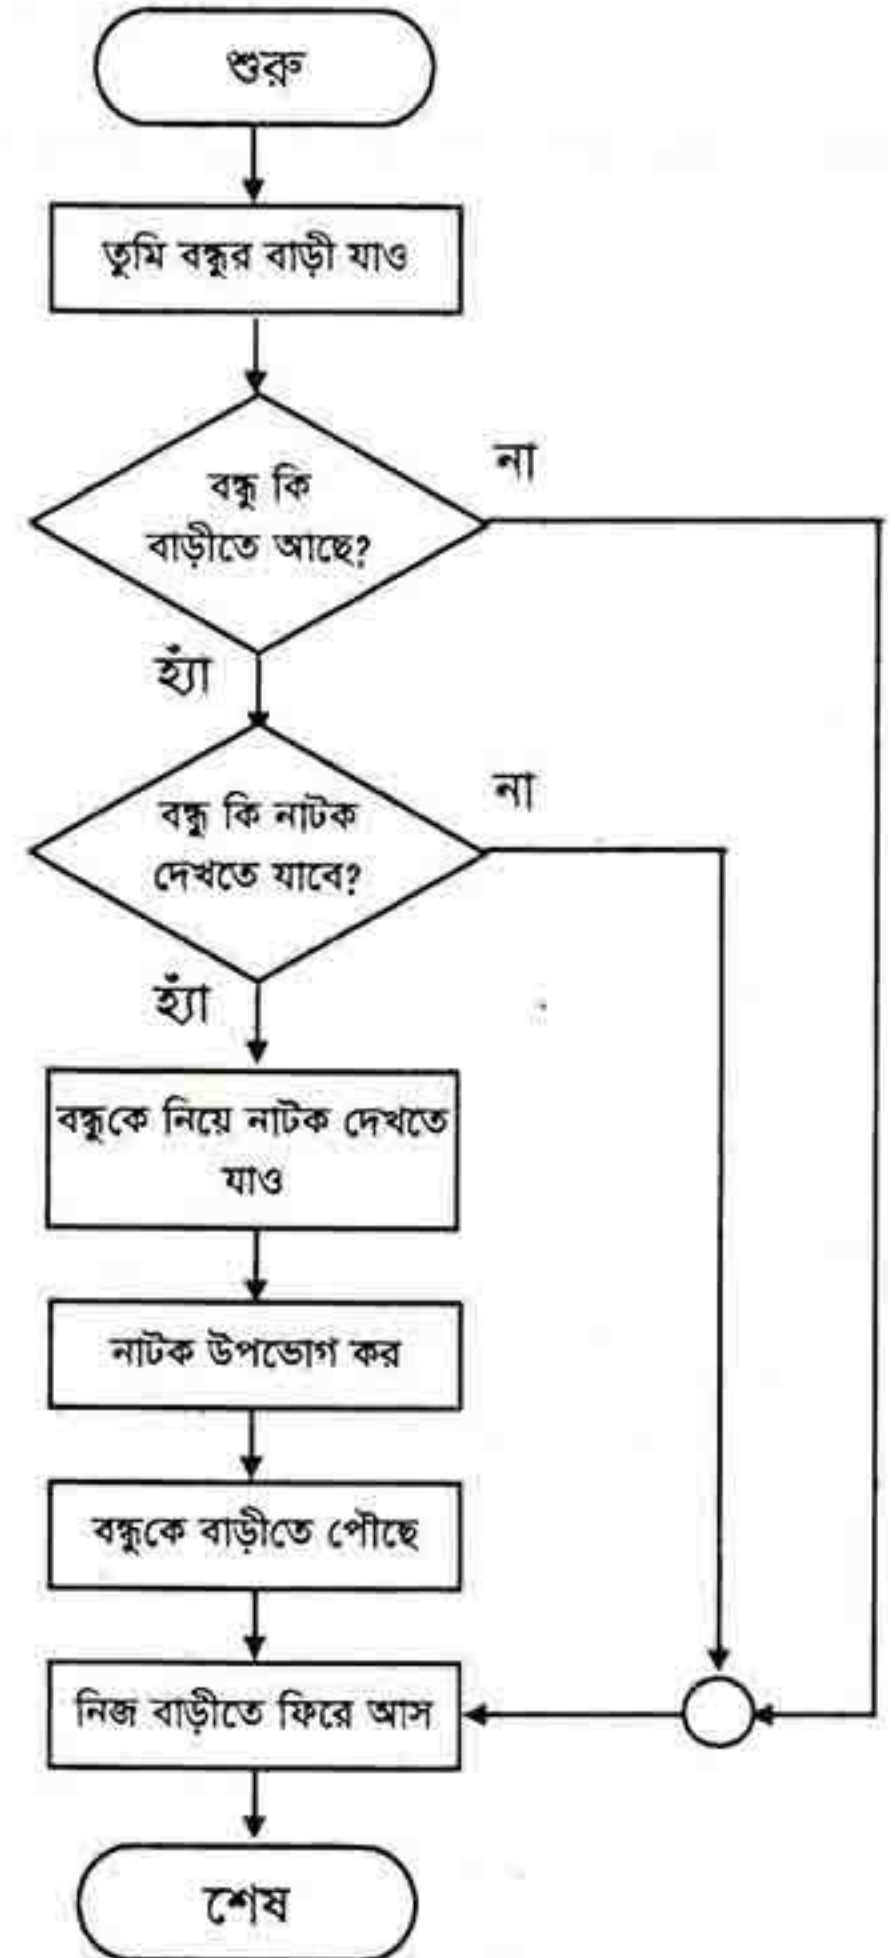 শুরু
তুমি বন্ধুর বাড়ী যাও
বন্ধু কি
বাড়ীতে আছে?
না
হ্যাঁ
বন্ধু কি নাটক
দেখতে যাবে?
না
হ্যাঁ
বন্ধুকে নিয়ে নাটক দেখতে
যাও
নাটক উপভোগ কর
বন্ধুকে বাড়ীতে পৌছে
নিজ বাড়ীতে ফিরে আস
শেষ